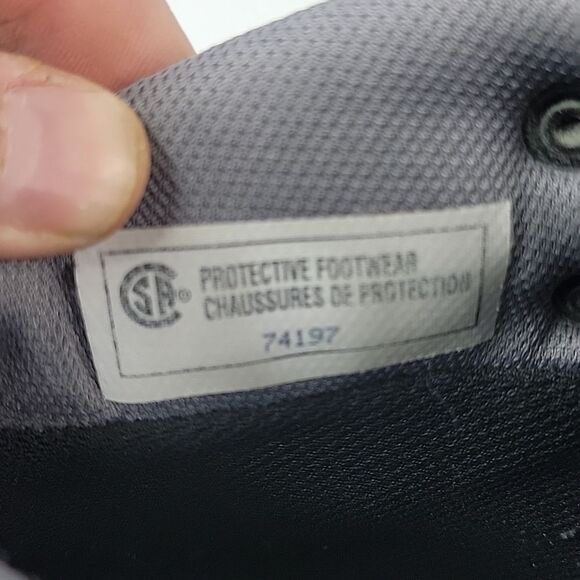 CSA® PROTECTIVE FOOTWEAR
CHAUSSURES DE PROTECTION
74197